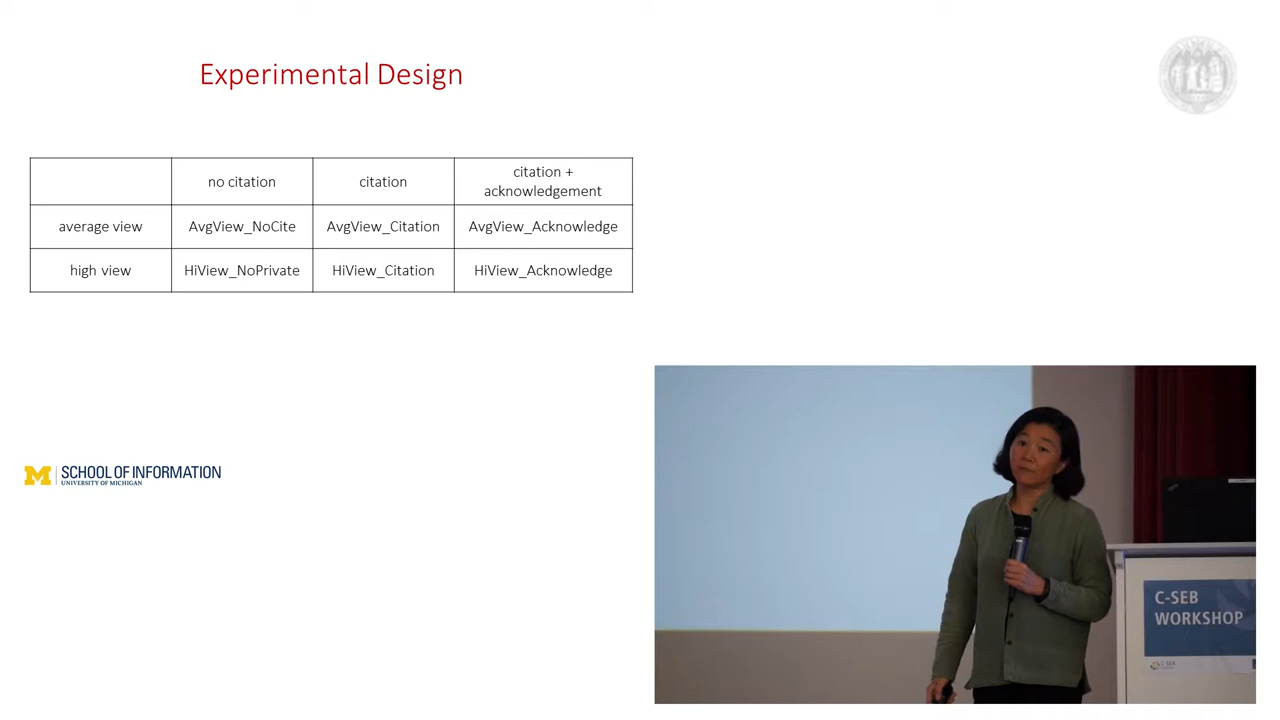 Experimental Design
no citation
citation
citation +
acknowledgement
average view
AvgView_NoCite
AvgView_Citation
AvgView_Acknowledge
high view
HiView_NoPrivate
HiView_Citation
HiView_Acknowledge
M SCHOOL OF INFORMATION
UNIVERSITY OF MICHIGAN
C-SEB
WORKSHOP
C-SEB